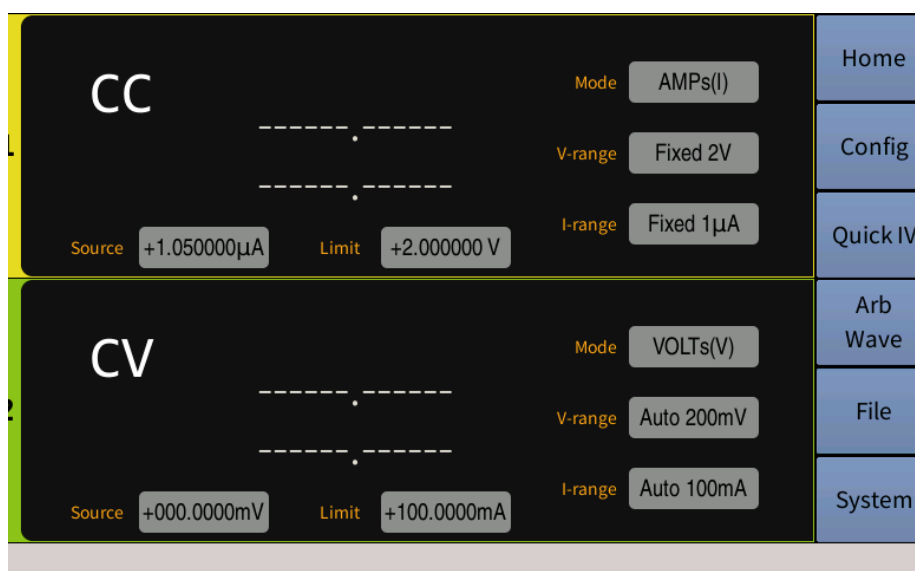 CC
Mode AMPs(I)
------.------
V-range Fixed 2V
------.------
I-range Fixed 1μA
Source +1.050000μA Limit +2.000000 V
CV
Mode VOLTs(V)
------.------
V-range Auto 200mV
------.------
I-range Auto 100mA
Source +000.0000mV Limit +100.0000mA
Home
Config
Quick IV
Arb
Wave
File
System